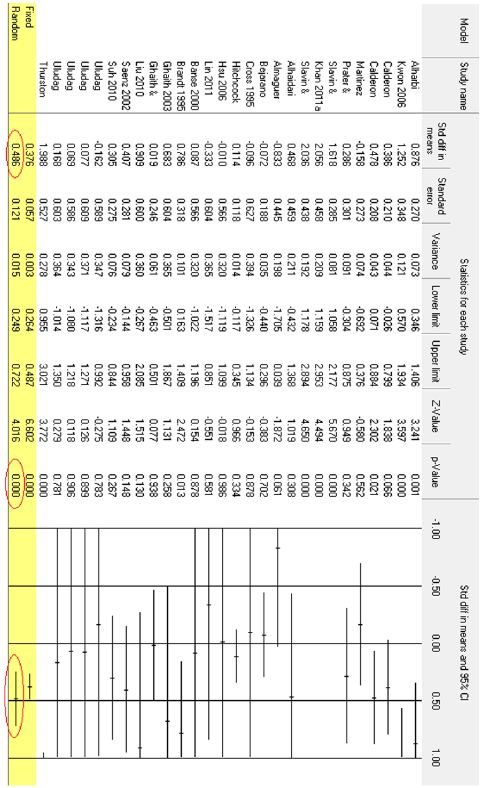 Model Study name Statistics for each study Std diff in means and 95% CI
Std diff in means Standard error Variance Lower limit Upper limit Z-Value p-Value
-1.00 -0.50 0.00 0.50 1.00
Alharbi 0.876 0.270 0.073 0.346 1.406 3.241 0.001
Kwon 2006 1.252 0.348 0.121 0.570 1.934 3.597 0.000
Calderon 0.386 0.210 0.044 -0.026 0.799 1.838 0.066
Calderon 0.478 0.208 0.043 0.071 0.884 2.302 0.021
Martinez -0.158 0.273 0.074 -0.692 0.376 -0.580 0.562
Prater & 0.286 0.301 0.091 -0.304 0.875 0.949 0.342
Slavin & 1.618 0.285 0.081 1.058 2.177 5.670 0.000
Khan 2011a 2.056 0.458 0.209 1.159 2.953 4.494 0.000
Slavin & 2.036 0.438 0.192 1.178 2.894 4.650 0.000
Alhaidari 0.468 0.459 0.211 -0.432 1.368 1.019 0.308
Almaguer -0.833 0.445 0.198 -1.705 0.039 -1.872 0.061
Bejarano -0.072 0.188 0.035 -0.440 0.296 -0.383 0.702
Cross 1995 -0.096 0.627 0.394 -1.326 1.134 -0.153 0.878
Hitchcock 0.114 0.118 0.014 -0.117 0.345 0.966 0.334
Hsu 2006 -0.010 0.566 0.320 -1.119 1.099 -0.018 0.986
Lin 2011 -0.333 0.604 0.365 -1.517 0.851 -0.551 0.581
Banse 2000 0.087 0.566 0.320 -1.022 1.196 0.154 0.878
Brandt 1995 0.786 0.318 0.101 0.163 1.409 2.472 0.013
Ghaith 2003 0.683 0.604 0.365 -0.501 1.867 1.131 0.258
Ghaith & 0.019 0.246 0.061 -0.463 0.501 0.077 0.938
Liu 2010 0.909 0.600 0.360 -0.267 2.085 1.515 0.130
Saenz 2002 0.407 0.281 0.079 -0.144 0.958 1.448 0.148
Suh 2010 0.305 0.275 0.076 -0.234 0.844 1.109 0.267
Uludag -0.162 0.589 0.347 -1.316 0.992 -0.275 0.783
Uludag 0.077 0.609 0.371 -1.117 1.271 0.126 0.899
Uludag 0.069 0.586 0.343 -1.080 1.218 0.118 0.906
Uludag 0.168 0.603 0.364 -1.014 1.350 0.279 0.781
Thurston 1.988 0.527 0.278 0.955 3.021 3.772 0.000
Fixed 0.376 0.057 0.003 0.264 0.487 6.602 0.000
Random 0.486 0.121 0.015 0.249 0.722 4.016 0.000